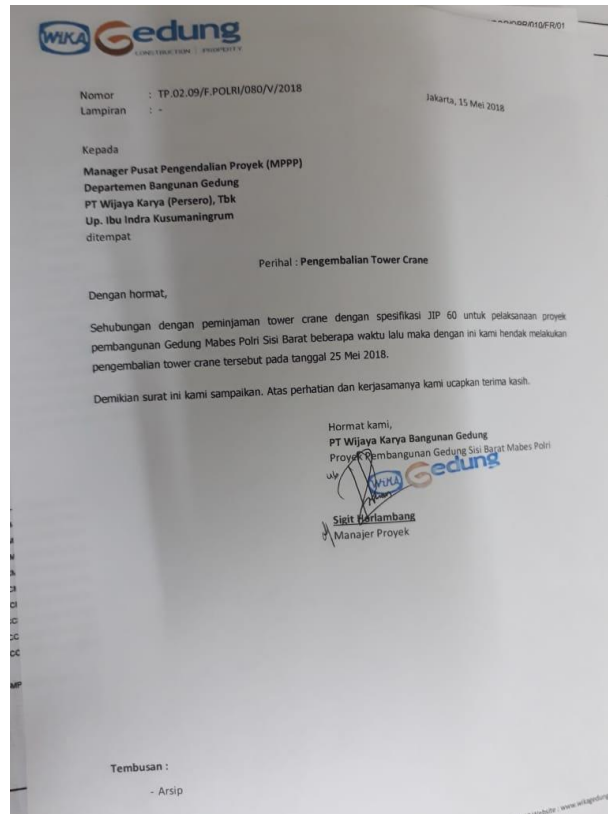 WIKA Gedung
CONSTRUCTION | PROPERTY
Nomor : TP.02.09/F.POLRI/080/V/2018
Jakarta, 15 Mei 2018
Lampiran : -
Kepada
Manager Pusat Pengendalian Proyek (MPPP)
Departemen Bangunan Gedung
PT Wijaya Karya (Persero), Tbk
Up. Ibu Indra Kusumaningrum
ditempat
Perihal : Pengembalian Tower Crane
Dengan hormat,
Sehubungan dengan peminjaman tower crane dengan spesifikasi JIP 60 untuk pelaksanaan proyek
pembangunan Gedung Mabes Polri Sisi Barat beberapa waktu lalu maka dengan ini kami hendak melakukan
pengembalian tower crane tersebut pada tanggal 25 Mei 2018.
Demikian surat ini kami sampaikan. Atas perhatian dan kerjasamanya kami ucapkan terima kasih.
Hormat kami,
PT Wijaya Karya Bangunan Gedung
Proyek Pembangunan Gedung Sisi Barat Mabes Polri
WIKA Gedung
Sigit Herlambang
Manajer Proyek
Tembusan :
- Arsip